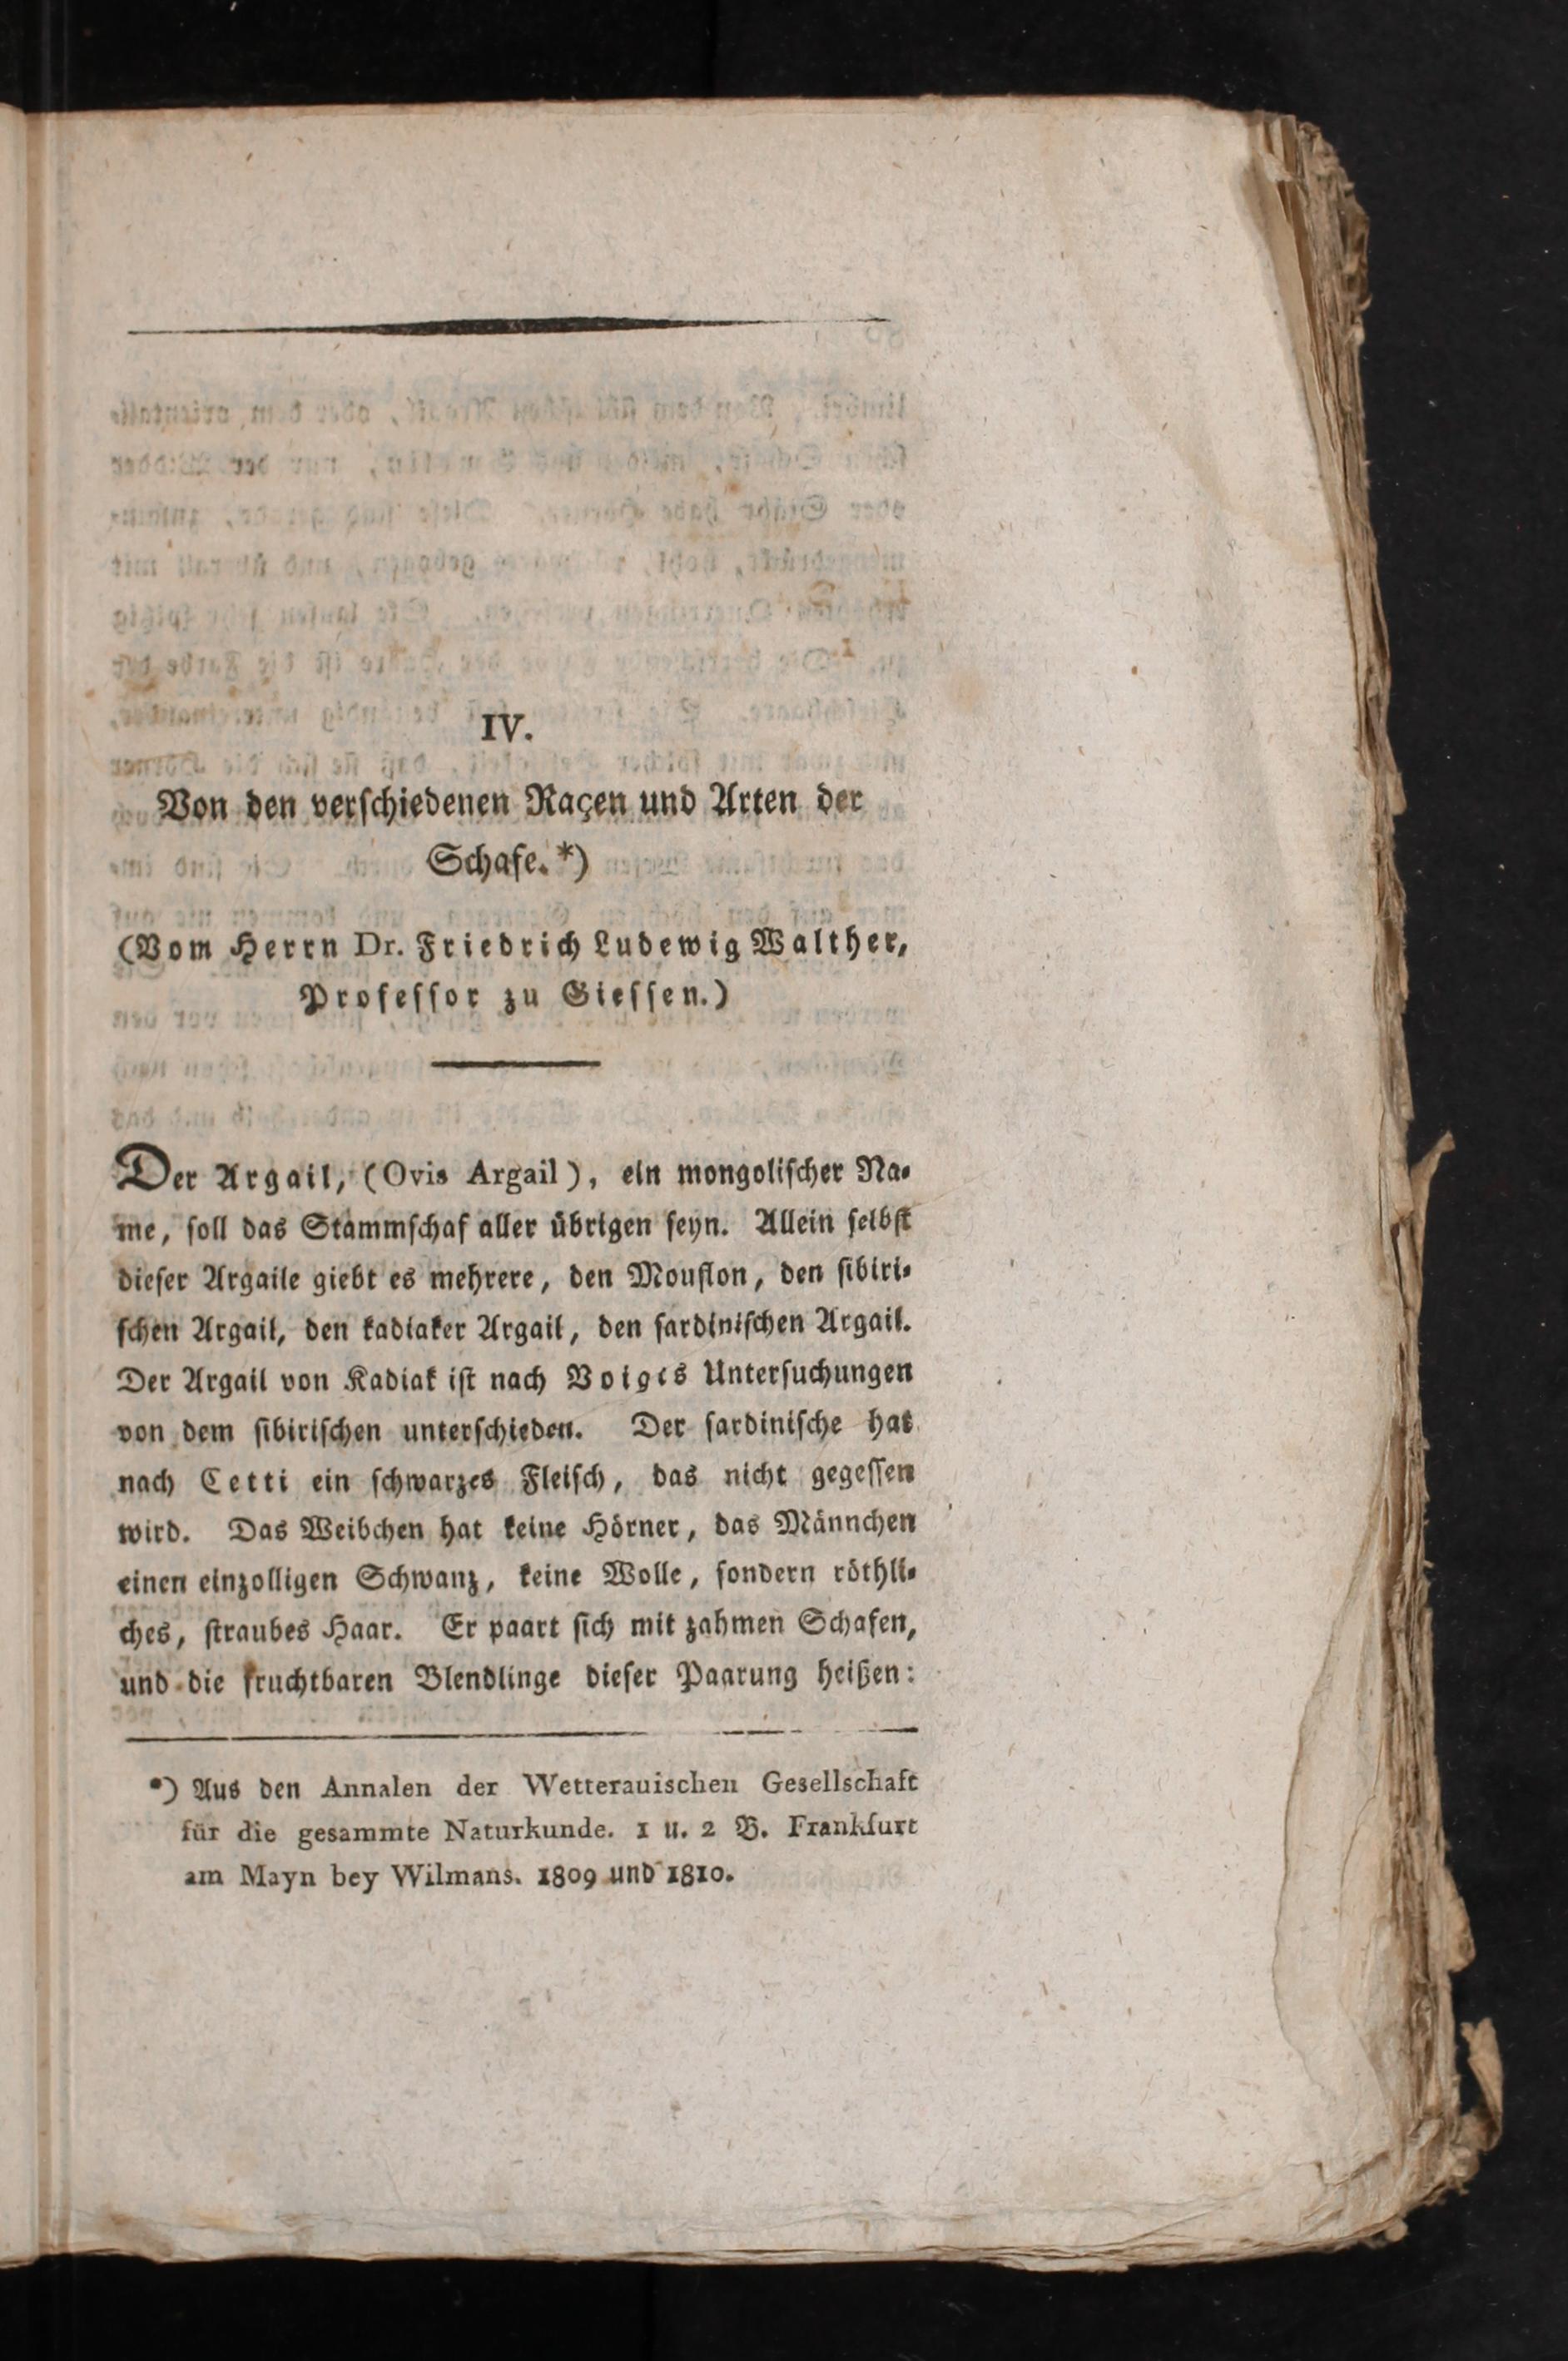 IV.
Von den verschiedenen Raçen und Arten der
Schafe. *)
(Vom Herrn Dr. Friedrich Ludewig Walther,
Professor zu Giessen.)
Der Argail, (Ovis Argail), ein mongolischer Na-
me, soll das Stammschaf aller übrigen seyn. Allein selbst
dieser Argaile giebt es mehrere, den Mouflon, den sibiri-
schen Argail, den kadiaker Argail, den sardinischen Argail.
Der Argail von Kadiak ist nach Voigts Untersuchungen
von dem sibirischen unterschieden. Der sardinische hat
nach Cetti ein schwarzes Fleisch, das nicht gegessen
wird. Das Weibchen hat keine Hörner, das Männchen
einen einzolligen Schwanz, keine Wolle, sondern röthli-
ches, straubes Haar. Er paart sich mit zahmen Schafen,
und die fruchtbaren Blendlinge dieser Paarung heißen:
*) Aus den Annalen der Wetterauischen Gesellschaft
für die gesammte Naturkunde. 1 u. 2 B. Frankfurt
am Mayn bey Wilmans. 1809 und 1810.